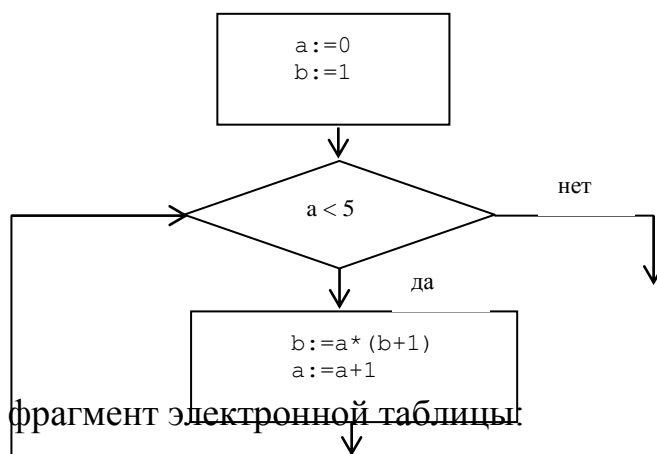 a:=0
b:=1
a < 5
нет
да
b:=a*(b+1)
a:=a+1
фрагмент электронной таблицы: